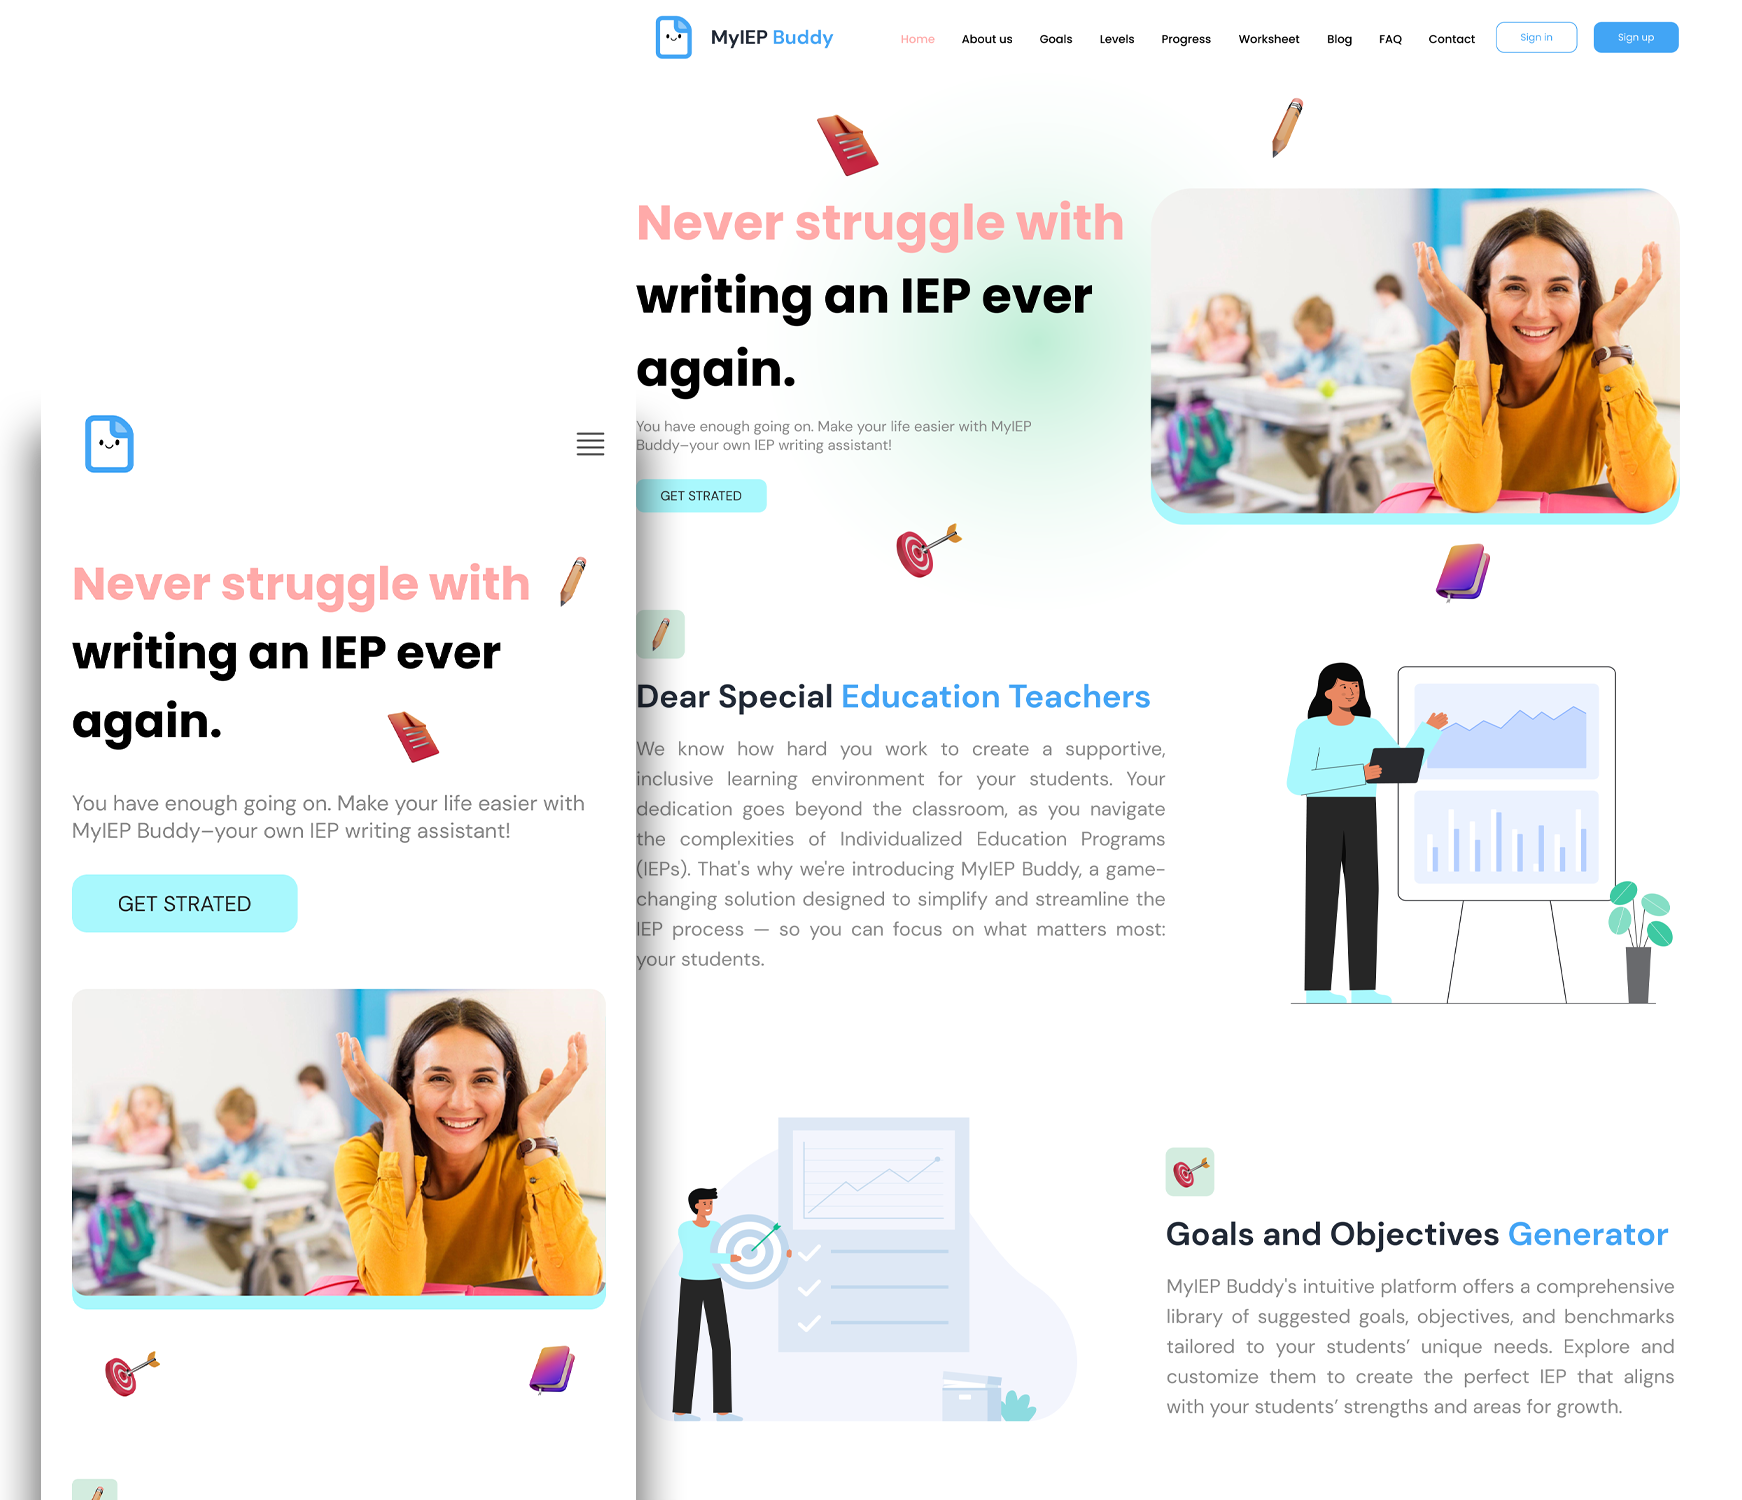 MyIEP Buddy
Home About us Goals Levels Progress Worksheet Blog FAQ Contact Sign in Sign up
Never struggle with
writing an IEP ever
again.
You have enough going on. Make your life easier with MyIEP
Buddy–your own IEP writing assistant!
GET STRATED
Dear Special Education Teachers
We know how hard you work to create a supportive,
inclusive learning environment for your students. Your
dedication goes beyond the classroom, as you navigate
the complexities of Individualized Education Programs
(IEPs). That's why we're introducing MyIEP Buddy, a game-
changing solution designed to simplify and streamline the
IEP process — so you can focus on what matters most:
your students.
Goals and Objectives Generator
MyIEP Buddy's intuitive platform offers a comprehensive
library of suggested goals, objectives, and benchmarks
tailored to your students’ unique needs. Explore and
customize them to create the perfect IEP that aligns
with your students’ strengths and areas for growth.
Never struggle with
writing an IEP ever
again.
You have enough going on. Make your life easier with
MyIEP Buddy–your own IEP writing assistant!
GET STRATED